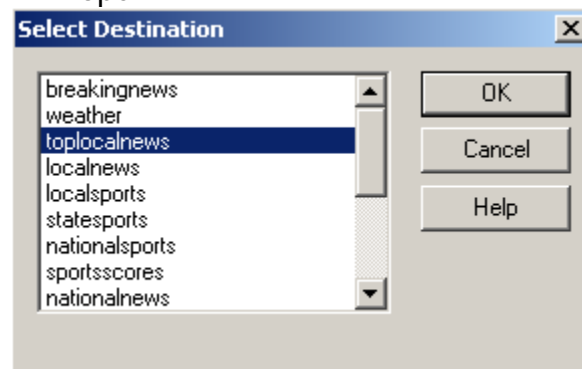 Select Destination
breakingnews
weather
toplocalnews
localnews
localsports
statesports
nationalsports
sportsscores
nationalnews
OK
Cancel
Help